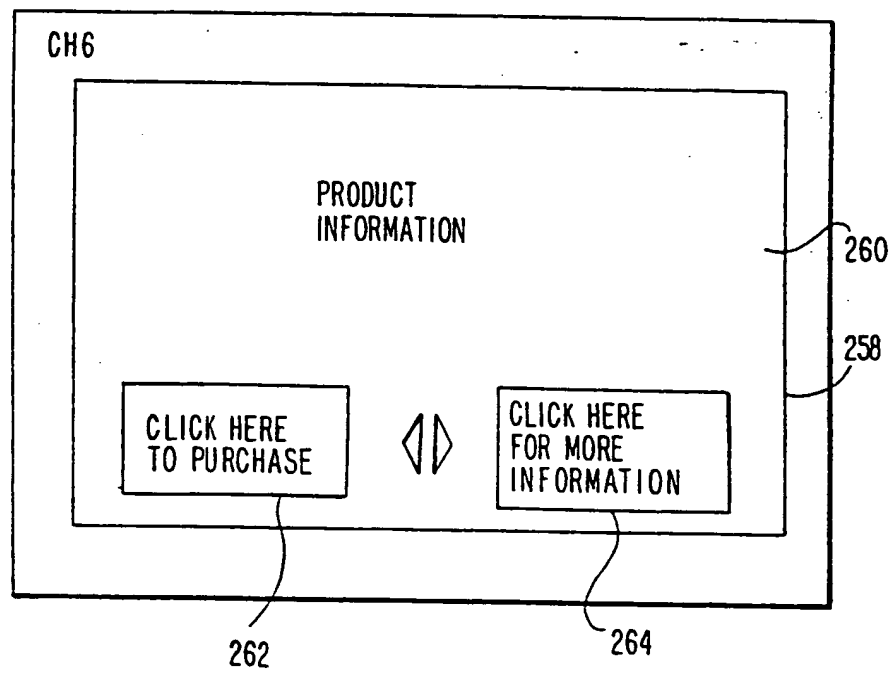 CH6
PRODUCT
INFORMATION
260
258
CLICK HERE
TO PURCHASE
CLICK HERE
FOR MORE
INFORMATION
262
264